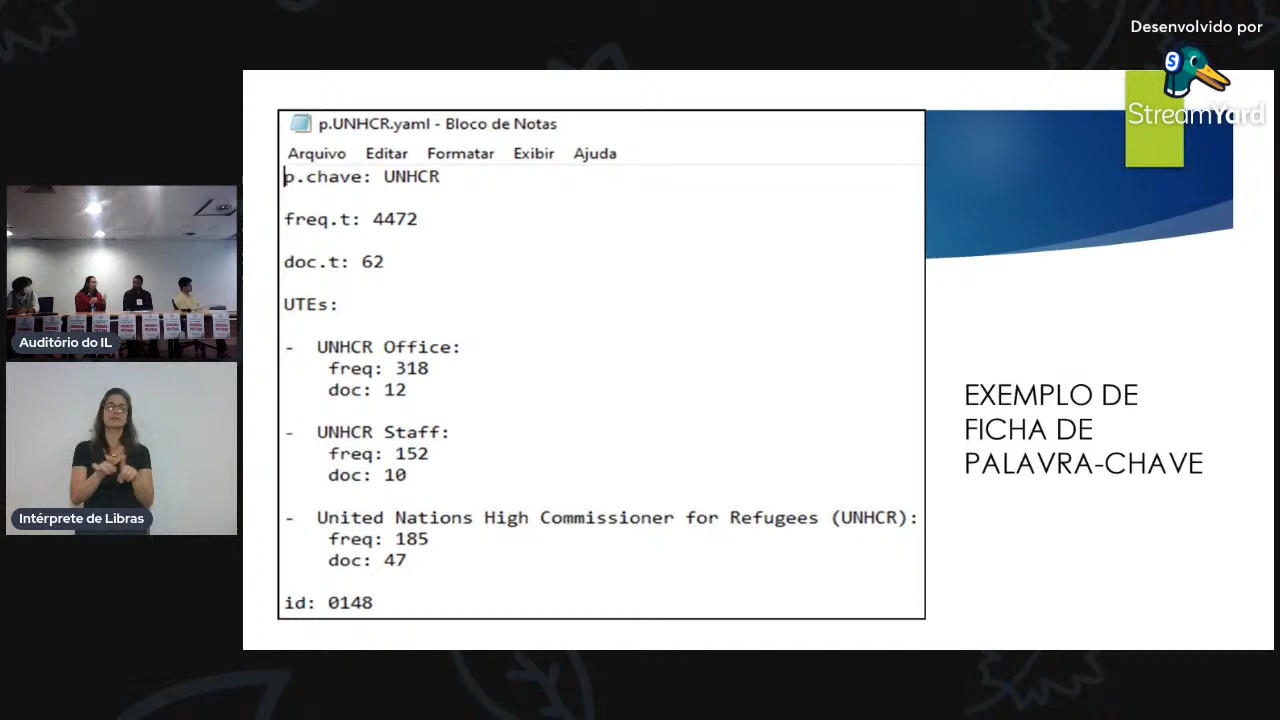 Desenvolvido por
StreamYard
p.UNHCR.yaml - Bloco de Notas
Arquivo Editar Formatar Exibir Ajuda
p.chave: UNHCR
freq.t: 4472
doc.t: 62
UTEs:
- UNHCR Office:
freq: 318
doc: 12
- UNHCR Staff:
freq: 152
doc: 10
- United Nations High Commissioner for Refugees (UNHCR):
freq: 185
doc: 47
id: 0148
EXEMPLO DE
FICHA DE
PALAVRA-CHAVE
Auditório do IL
Intérprete de Libras